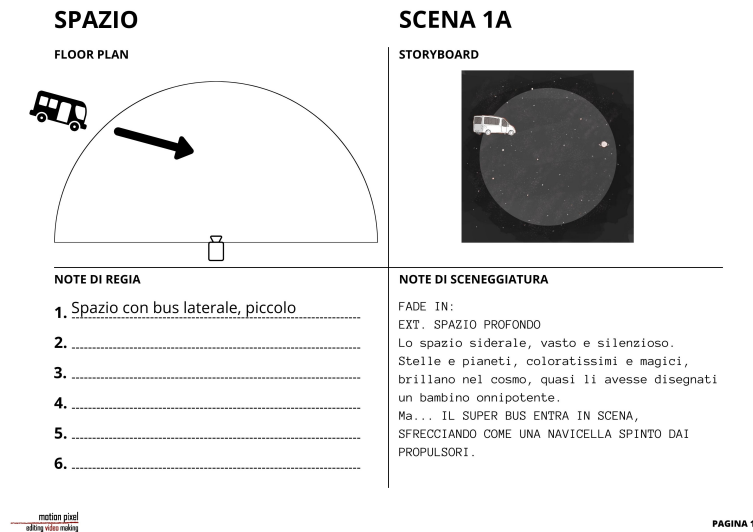 SPAZIO
SCENA 1A
FLOOR PLAN
STORYBOARD
NOTE DI REGIA
1. Spazio con bus laterale, piccolo
2.
3.
4.
5.
6.
NOTE DI SCENEGGIATURA
FADE IN:
EXT. SPAZIO PROFONDO
Lo spazio siderale, vasto e silenzioso.
Stelle e pianeti, coloratissimi e magici,
brillano nel cosmo, quasi li avesse disegnati
un bambino onnipotente.
Ma... IL SUPER BUS ENTRA IN SCENA,
SFRECCIANDO COME UNA NAVICELLA SPINTO DAI
PROPULSORI.
motion pixel
editing video making
PAGINA 1